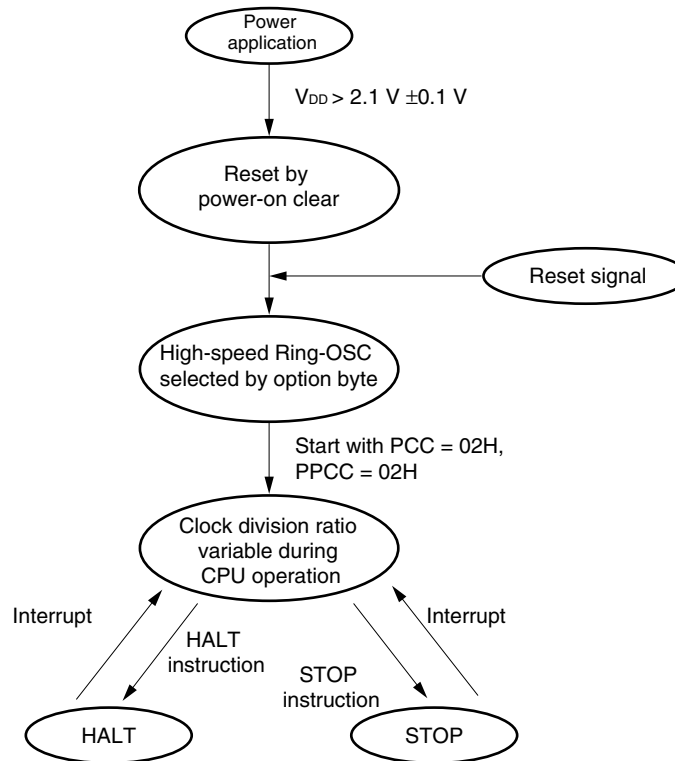 Power
application
VDD > 2.1 V ±0.1 V
Reset by
power-on clear
Reset signal
High-speed Ring-OSC
selected by option byte
Start with PCC = 02H,
PPCC = 02H
Clock division ratio
variable during
CPU operation
Interrupt
Interrupt
HALT
instruction
STOP
instruction
HALT
STOP